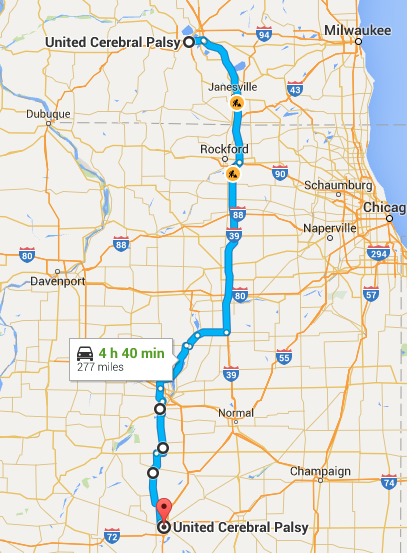 94
Milwaukee
United Cerebral Palsy
Janesville
43
Dubuque
Rockford
90
Schaumburg
88
Chicag
39
Naperville
88
80
294
Davenport
80
57
4 h 40 min
277 miles
55
39
Normal
Champaign
74
United Cerebral Palsy
72